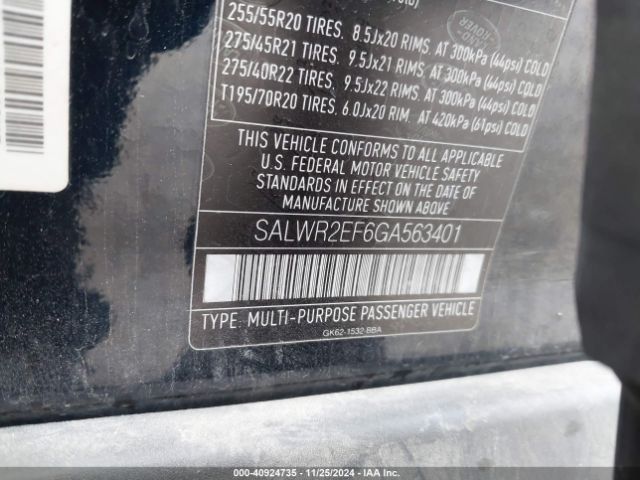 255/55R20 TIRES. 8.5Jx20 RIMS. AT 300kPa (44psi) COLD
275/45R21 TIRES. 9.5Jx21 RIMS. AT 300kPa (44psi) COLD
275/40R22 TIRES. 9.5Jx22 RIMS. AT 300kPa (44psi) COLD
T195/70R20 TIRES. 6.0Jx20 RIM. AT 420kPa (61psi) COLD
THIS VEHICLE CONFORMS TO ALL APPLICABLE
U.S. FEDERAL MOTOR VEHICLE SAFETY
STANDARDS IN EFFECT ON THE DATE OF
MANUFACTURE SHOWN ABOVE
SALWR2EF6GA563401
TYPE: MULTI-PURPOSE PASSENGER VEHICLE
GK62-1532-BBA
000-40924735 - 11/25/2024 - IAA Inc.